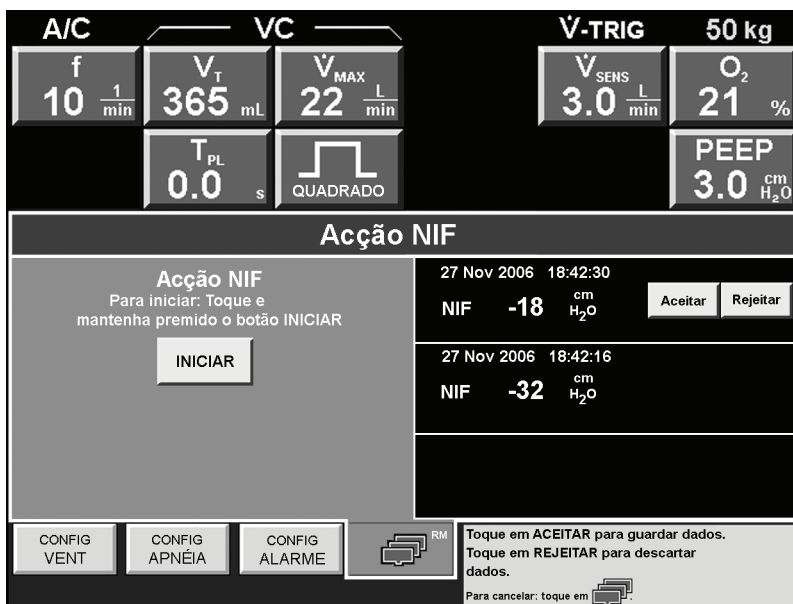 A/C VC V̇-TRIG 50 kg
f VT V̇MAX V̇SENS O2
10 1/min 365 mL 22 L/min 3.0 L/min 21 %
TPL PEEP
0.0 s QUADRADO 3.0 cm H2O
Acção NIF
Acção NIF
Para iniciar: Toque e
mantenha premido o botão INICIAR
INICIAR
27 Nov 2006 18:42:30
NIF -18 cm H2O Aceitar Rejeitar
27 Nov 2006 18:42:16
NIF -32 cm H2O
CONFIG VENT
CONFIG APNÉIA
CONFIG ALARME
RM
Toque em ACEITAR para guardar dados.
Toque em REJEITAR para descartar
dados.
Para cancelar: toque em .